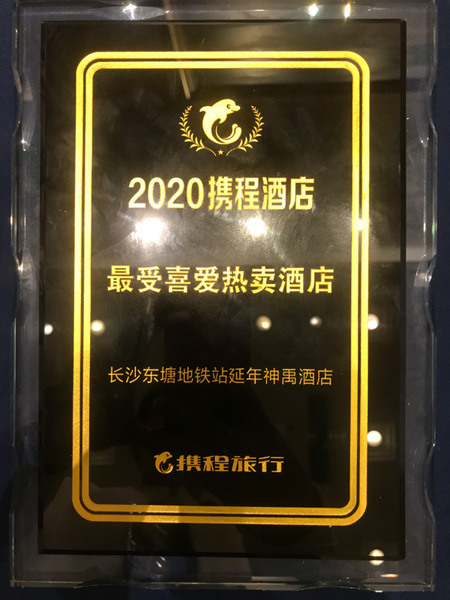 2020携程酒店
最受喜爱热卖酒店
长沙东塘地铁站延年神禹酒店
携程旅行